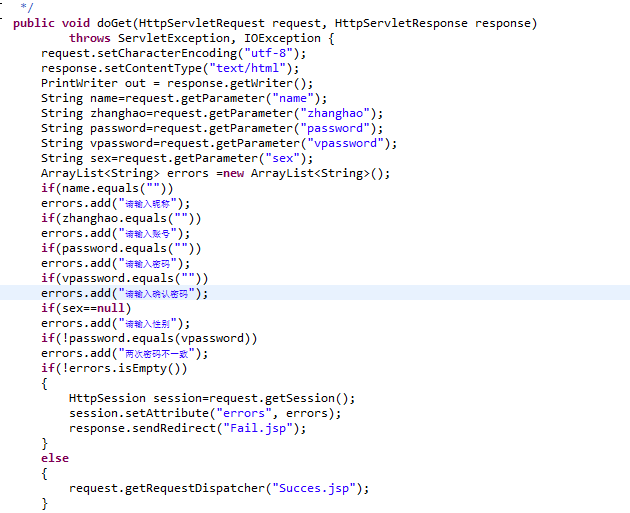 */
public void doGet(HttpServletRequest request, HttpServletResponse response)
throws ServletException, IOException {
request.setCharacterEncoding("utf-8");
response.setContentType("text/html");
PrintWriter out = response.getWriter();
String name=request.getParameter("name");
String zhanghao=request.getParameter("zhanghao");
String password=request.getParameter("password");
String vpassword=request.getParameter("vpassword");
String sex=request.getParameter("sex");
ArrayList<String> errors =new ArrayList<String>();
if(name.equals(""))
errors.add("请输入昵称");
if(zhanghao.equals(""))
errors.add("请输入账号");
if(password.equals(""))
errors.add("请输入密码");
if(vpassword.equals(""))
errors.add("请输入确认密码");
if(sex==null)
errors.add("请输入性别");
if(!password.equals(vpassword))
errors.add("两次密码不一致");
if(!errors.isEmpty())
{
HttpSession session=request.getSession();
session.setAttribute("errors", errors);
response.sendRedirect("Fail.jsp");
}
else
{
request.getRequestDispatcher("Succes.jsp");
}